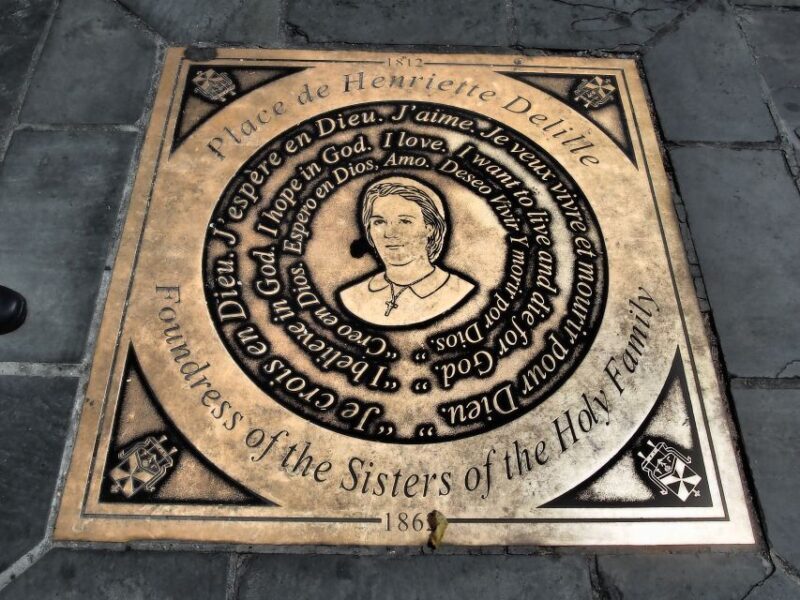 1812
Place de Henriette Delille
“Je crois en Dieu. J'espère en Dieu. J'aime. Je veux vivre et mourir pour Dieu.”
“I believe in God. I hope in God. I love. I want to live and die for God.”
“Creo en Dios. Espero en Dios, Amo. Deseo Vivir Y morir por Dios.”
Foundress of the Sisters of the Holy Family